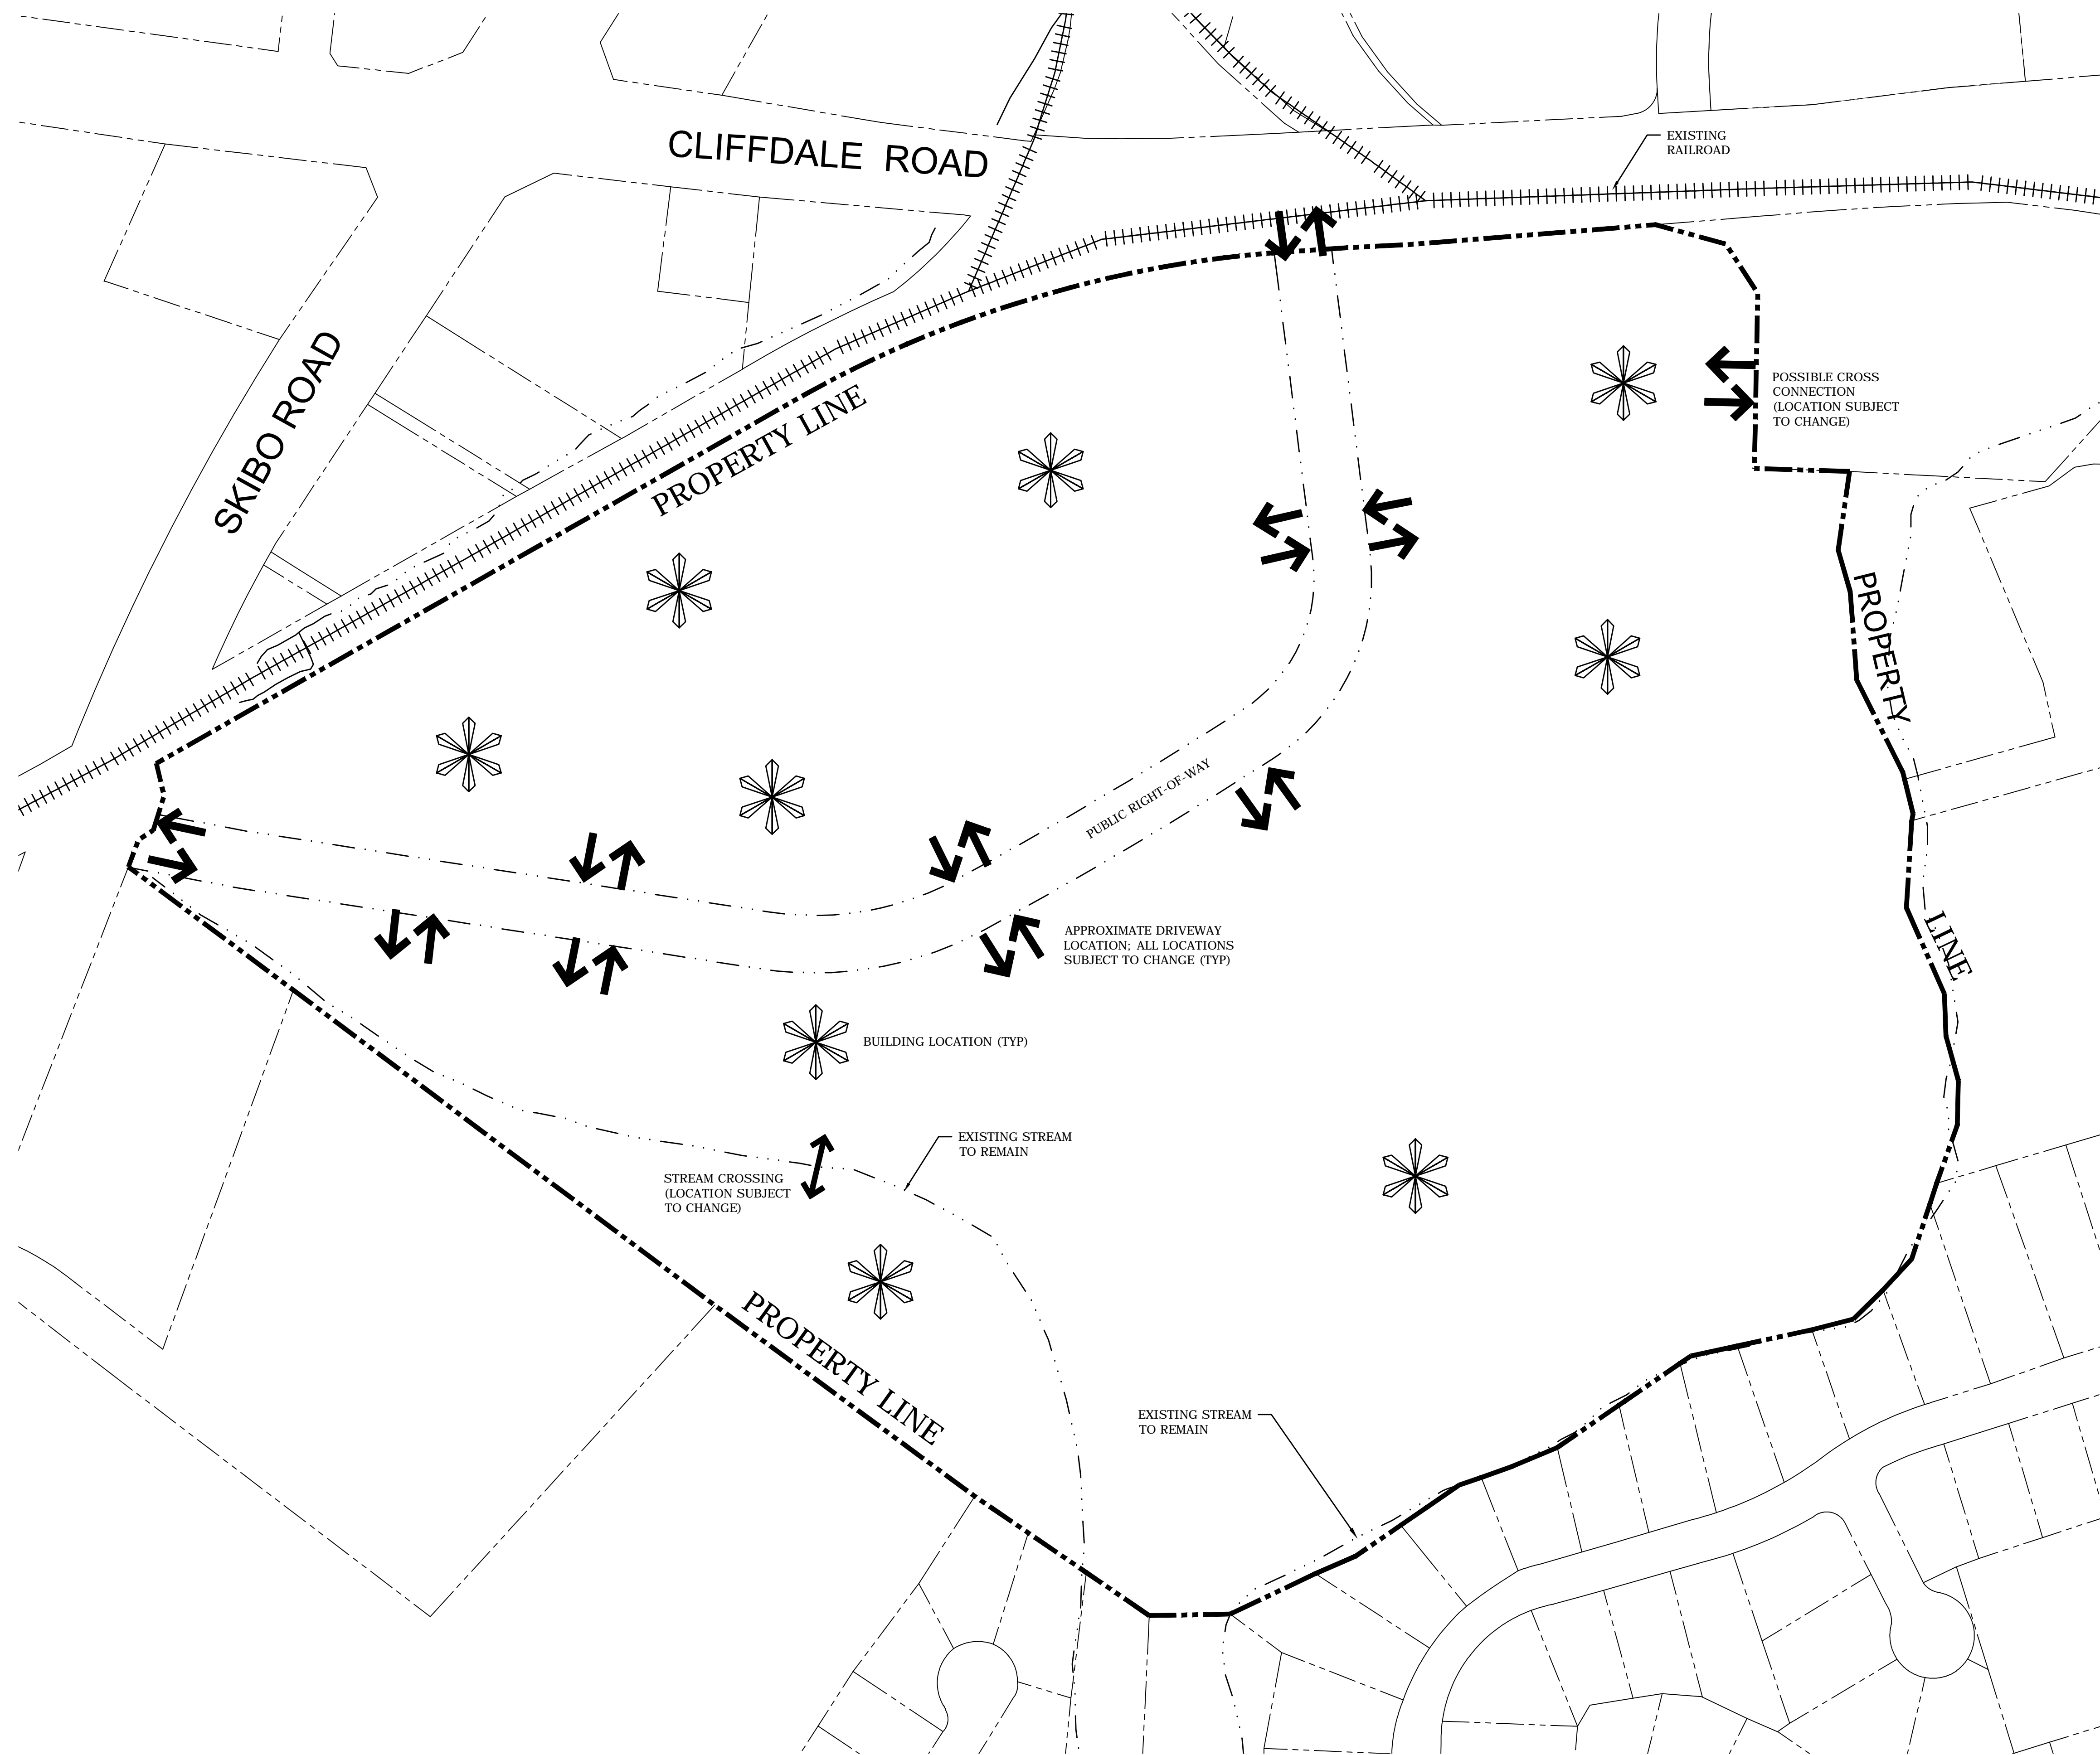 CLIFFDALE ROAD
EXISTING
RAILROAD
SKIBO ROAD
PROPERTY LINE
POSSIBLE CROSS
CONNECTION
(LOCATION SUBJECT
TO CHANGE)
PROPERTY LINE
PUBLIC RIGHT-OF-WAY
APPROXIMATE DRIVEWAY
LOCATION; ALL LOCATIONS
SUBJECT TO CHANGE (TYP)
BUILDING LOCATION (TYP)
EXISTING STREAM
TO REMAIN
STREAM CROSSING
(LOCATION SUBJECT
TO CHANGE)
PROPERTY LINE
EXISTING STREAM
TO REMAIN